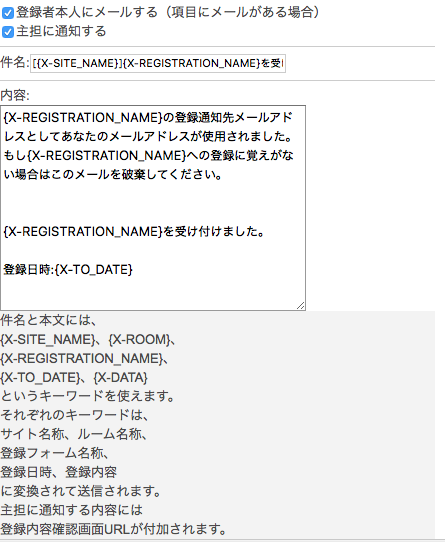 登録者本人にメールする（項目にメールがある場合）
主担に通知する
件名:[{X-SITE_NAME}]{X-REGISTRATION_NAME}を受
内容:
{X-REGISTRATION_NAME}の登録通知先メールアド
レスとしてあなたのメールアドレスが使用されました。
もし{X-REGISTRATION_NAME}への登録に覚えがな
い場合はこのメールを破棄してください。
{X-REGISTRATION_NAME}を受け付けました。
登録日時:{X-TO_DATE}
件名と本文には、
{X-SITE_NAME}、{X-ROOM}、
{X-REGISTRATION_NAME}、
{X-TO_DATE}、{X-DATA}
というキーワードを使えます。
それぞれのキーワードは、
サイト名称、ルーム名称、
登録フォーム名称、
登録日時、登録内容
に変換されて送信されます。
主担に通知する内容には
登録内容確認画面URLが付加されます。